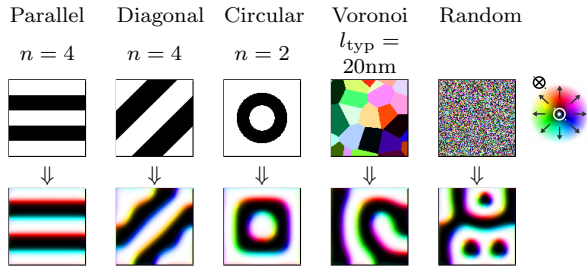 Parallel Diagonal Circular Voronoi Random
n = 4 n = 4 n = 2 l_typ =
20nm